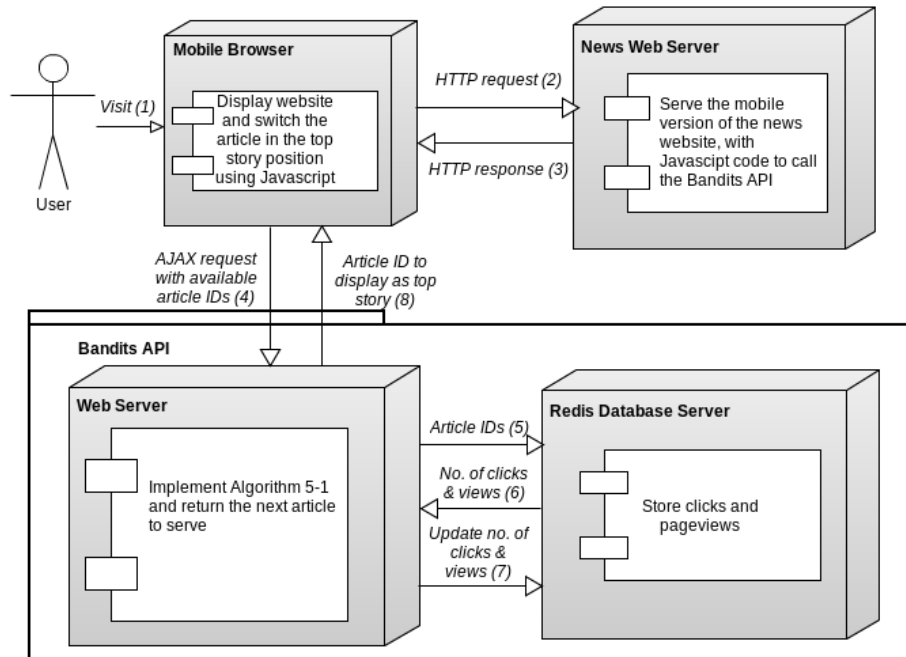 Mobile Browser
Display website
and switch the
article in the top
story position
using Javascript
Visit (1)
User
HTTP request (2)
HTTP response (3)
News Web Server
Serve the mobile
version of the news
website, with
Javascipt code to call
the Bandits API
AJAX request
with available
article IDs (4)
Article ID to
display as top
story (8)
Bandits API
Web Server
Implement Algorithm 5-1
and return the next article
to serve
Article IDs (5)
No. of clicks
& views (6)
Update no. of
clicks &
views (7)
Redis Database Server
Store clicks and
pageviews